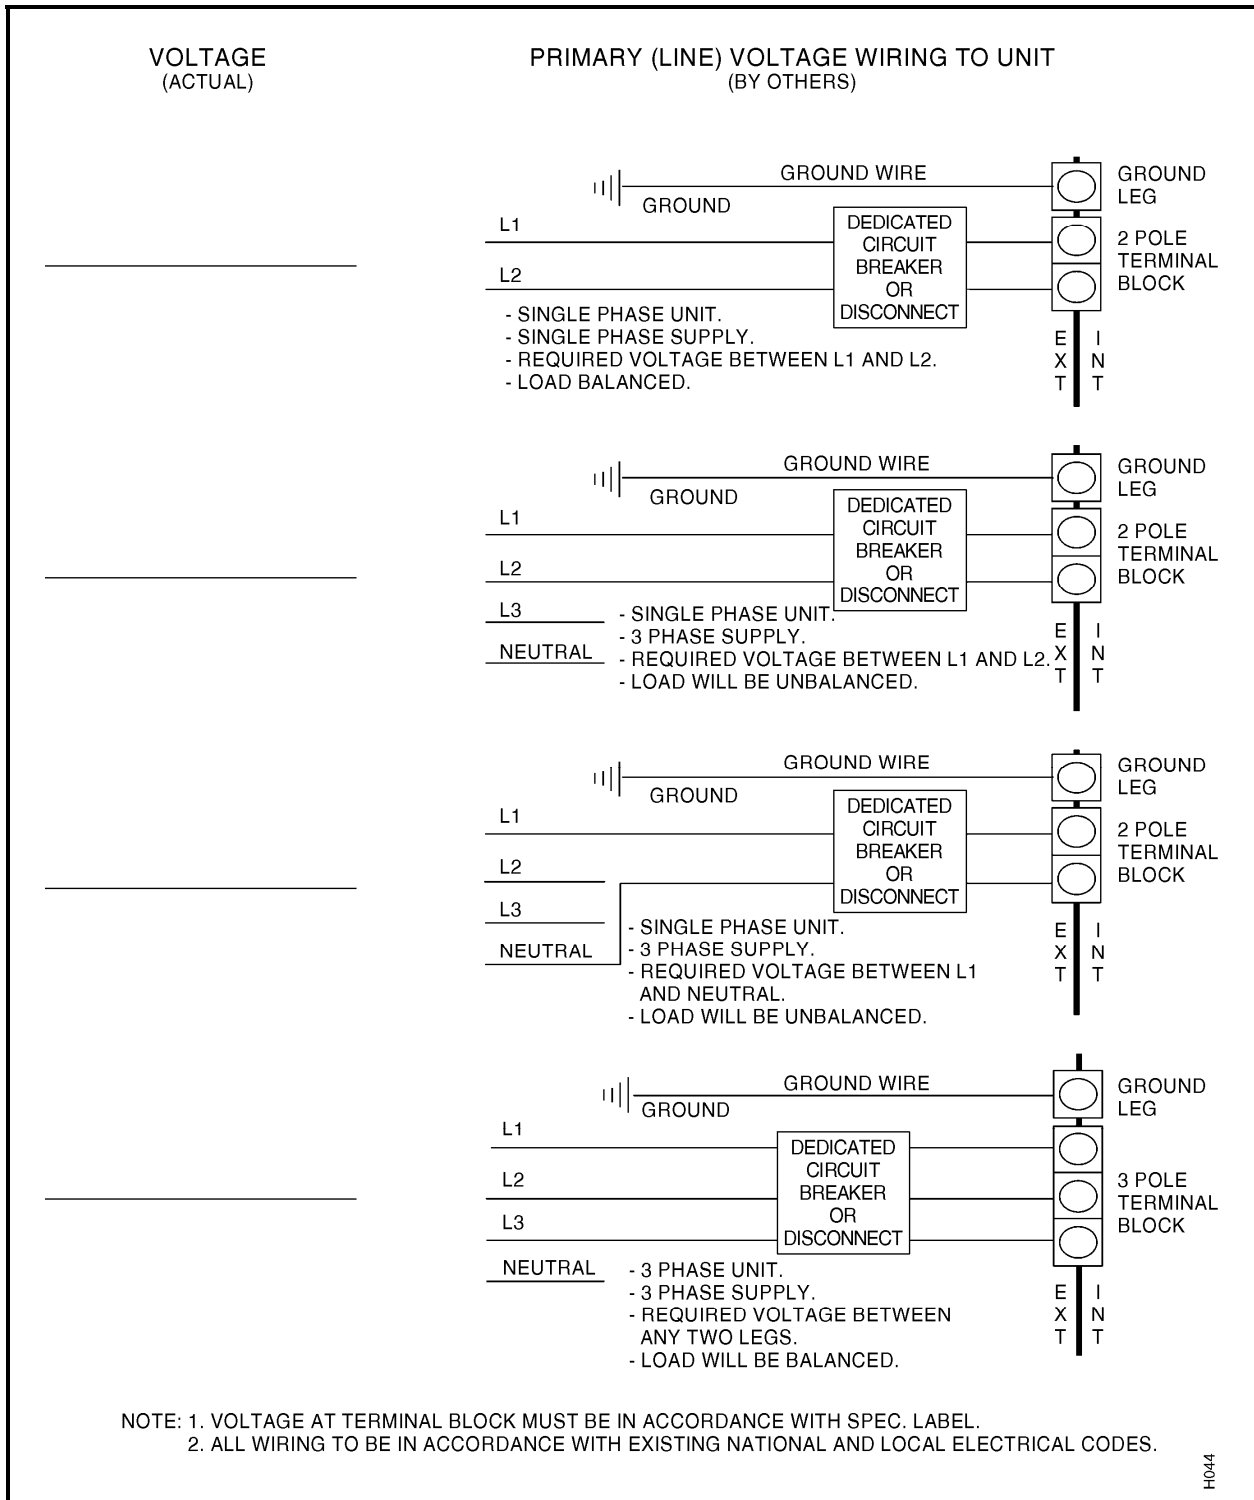 VOLTAGE
(ACTUAL)
PRIMARY (LINE) VOLTAGE WIRING TO UNIT
(BY OTHERS)
GROUND WIRE
GROUND
GROUND
LEG
L1
L2
DEDICATED
CIRCUIT
BREAKER
OR
DISCONNECT
2 POLE
TERMINAL
BLOCK
- SINGLE PHASE UNIT.
- SINGLE PHASE SUPPLY.
- REQUIRED VOLTAGE BETWEEN L1 AND L2.
- LOAD BALANCED.
EXT
INT
GROUND WIRE
GROUND
GROUND
LEG
L1
L2
L3
NEUTRAL
DEDICATED
CIRCUIT
BREAKER
OR
DISCONNECT
2 POLE
TERMINAL
BLOCK
- SINGLE PHASE UNIT.
- 3 PHASE SUPPLY.
- REQUIRED VOLTAGE BETWEEN L1 AND L2.
- LOAD WILL BE UNBALANCED.
EXT
INT
GROUND WIRE
GROUND
GROUND
LEG
L1
L2
L3
NEUTRAL
DEDICATED
CIRCUIT
BREAKER
OR
DISCONNECT
2 POLE
TERMINAL
BLOCK
- SINGLE PHASE UNIT.
- 3 PHASE SUPPLY.
- REQUIRED VOLTAGE BETWEEN L1
AND NEUTRAL.
- LOAD WILL BE UNBALANCED.
EXT
INT
GROUND WIRE
GROUND
GROUND
LEG
L1
L2
L3
NEUTRAL
DEDICATED
CIRCUIT
BREAKER
OR
DISCONNECT
3 POLE
TERMINAL
BLOCK
- 3 PHASE UNIT.
- 3 PHASE SUPPLY.
- REQUIRED VOLTAGE BETWEEN
ANY TWO LEGS.
- LOAD WILL BE BALANCED.
EXT
INT
NOTE: 1. VOLTAGE AT TERMINAL BLOCK MUST BE IN ACCORDANCE WITH SPEC. LABEL.
2. ALL WIRING TO BE IN ACCORDANCE WITH EXISTING NATIONAL AND LOCAL ELECTRICAL CODES.
H044